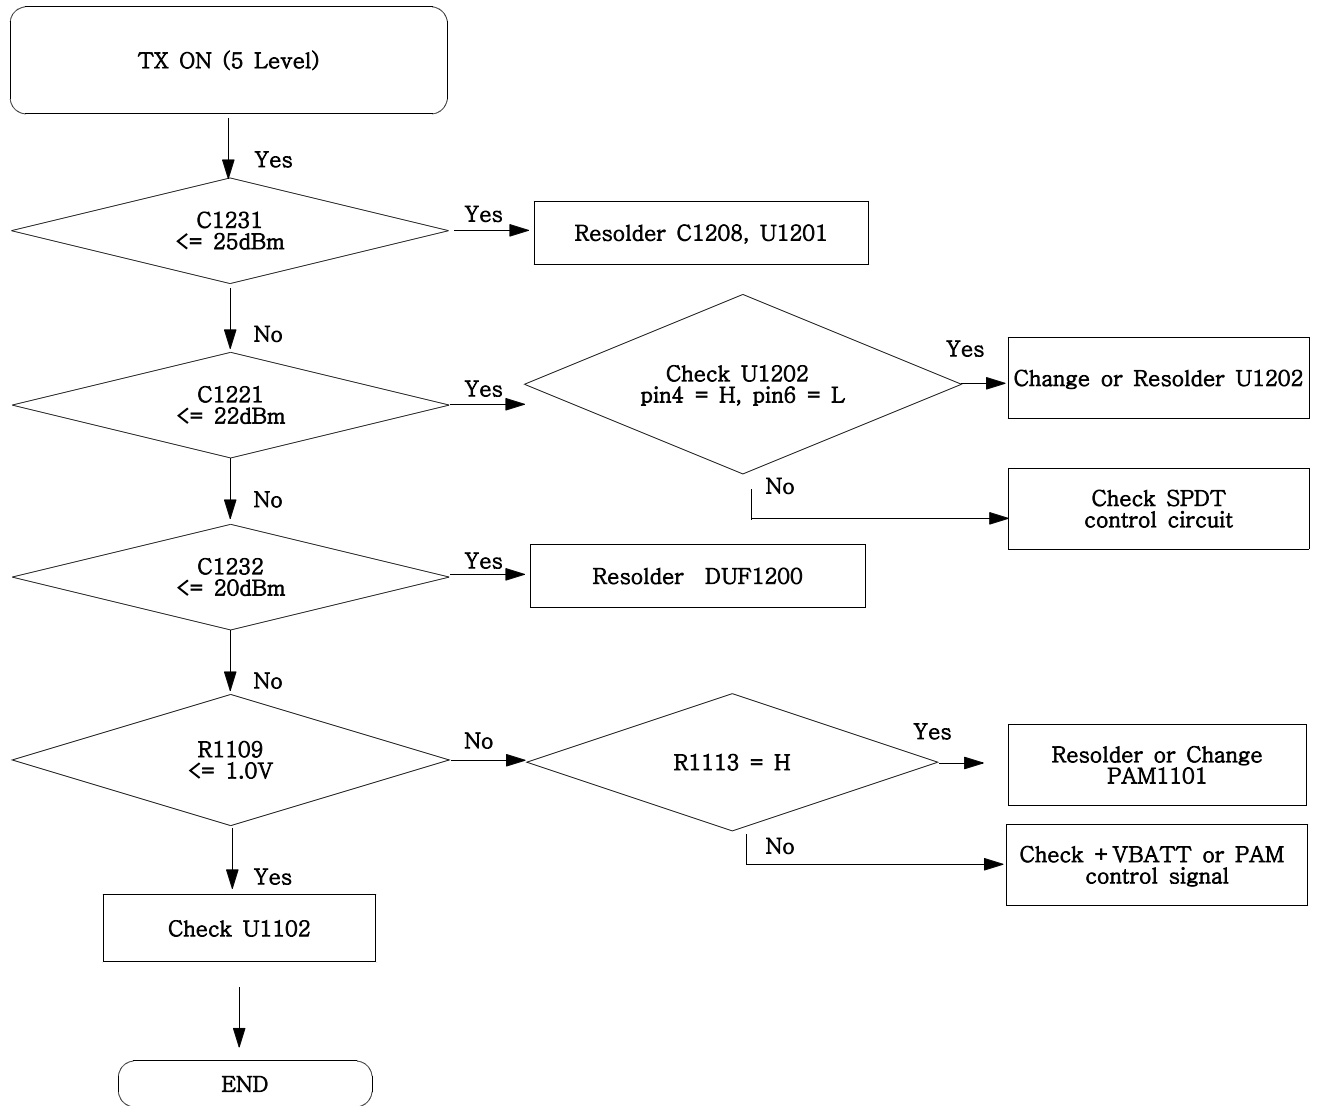 TX ON (5 Level)
Yes
C1231
<= 25dBm
Yes
Resolder C1208, U1201
No
C1221
<= 22dBm
Yes
Check U1202
pin4 = H, pin6 = L
Yes
Change or Resolder U1202
No
Check SPDT
control circuit
No
C1232
<= 20dBm
Yes
Resolder DUF1200
No
R1109
<= 1.0V
No
R1113 = H
Yes
Resolder or Change
PAM1101
No
Check +VBATT or PAM
control signal
Yes
Check U1102
END